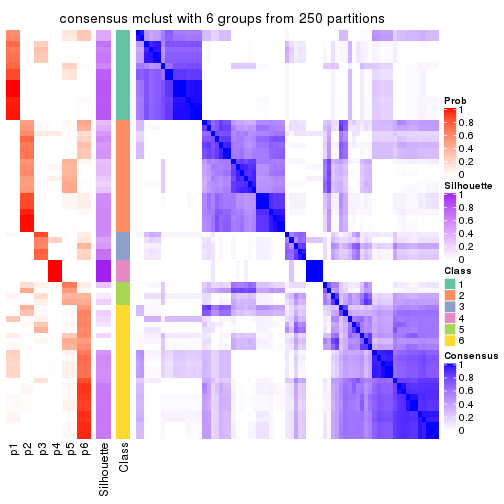 consensus mclust with 6 groups from 250 partitions
Prob
1
0.8
0.6
0.4
0.2
0
Silhouette
1
0.8
0.6
0.4
0.2
0
Class
1
2
3
4
5
6
Consensus
1
0.8
0.6
0.4
0.2
0
p1
p2
p3
p4
p5
p6
Silhouette
Class